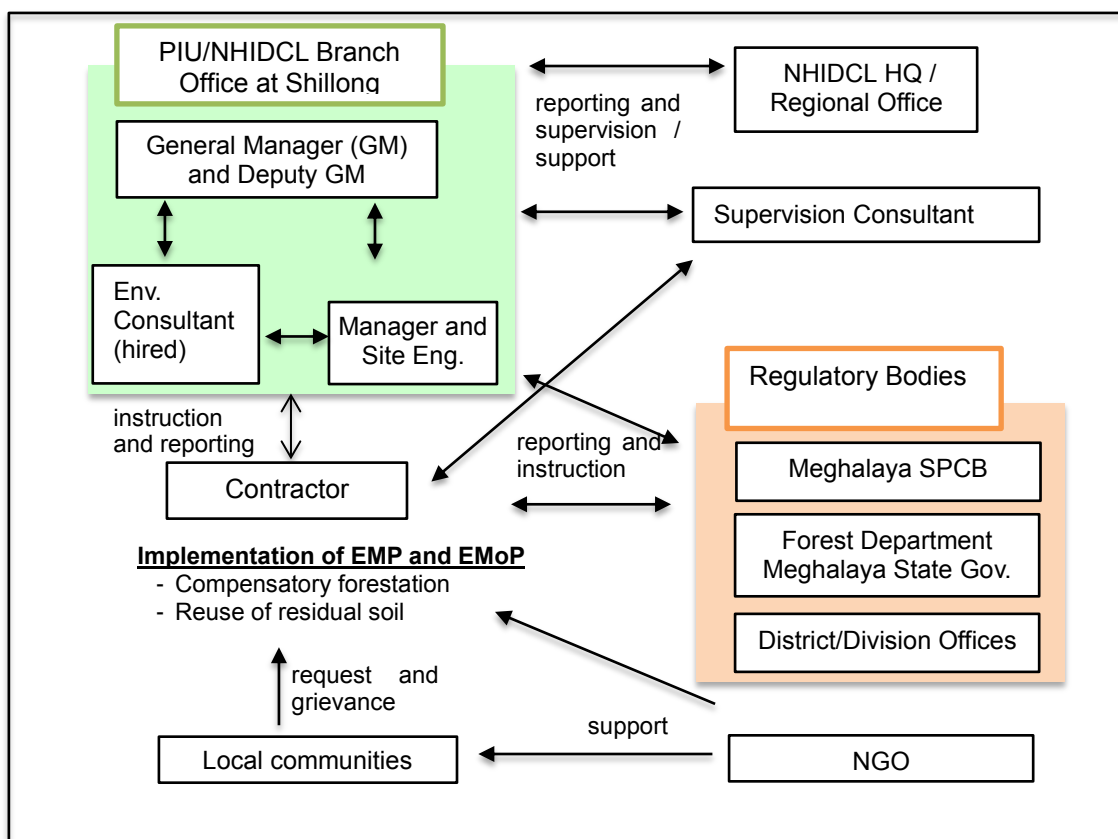 PIU/NHIDCL Branch
Office at Shillong
NHIDCL HQ /
Regional Office
reporting and
supervision /
support
General Manager (GM)
and Deputy GM
Supervision Consultant
Env.
Consultant
(hired)
Manager and
Site Eng.
Regulatory Bodies
instruction
and reporting
reporting and
instruction
Contractor
Meghalaya SPCB
Forest Department
Meghalaya State Gov.
District/Division Offices
Implementation of EMP and EMoP
- Compensatory forestation
- Reuse of residual soil
request and
grievance
support
Local communities
NGO